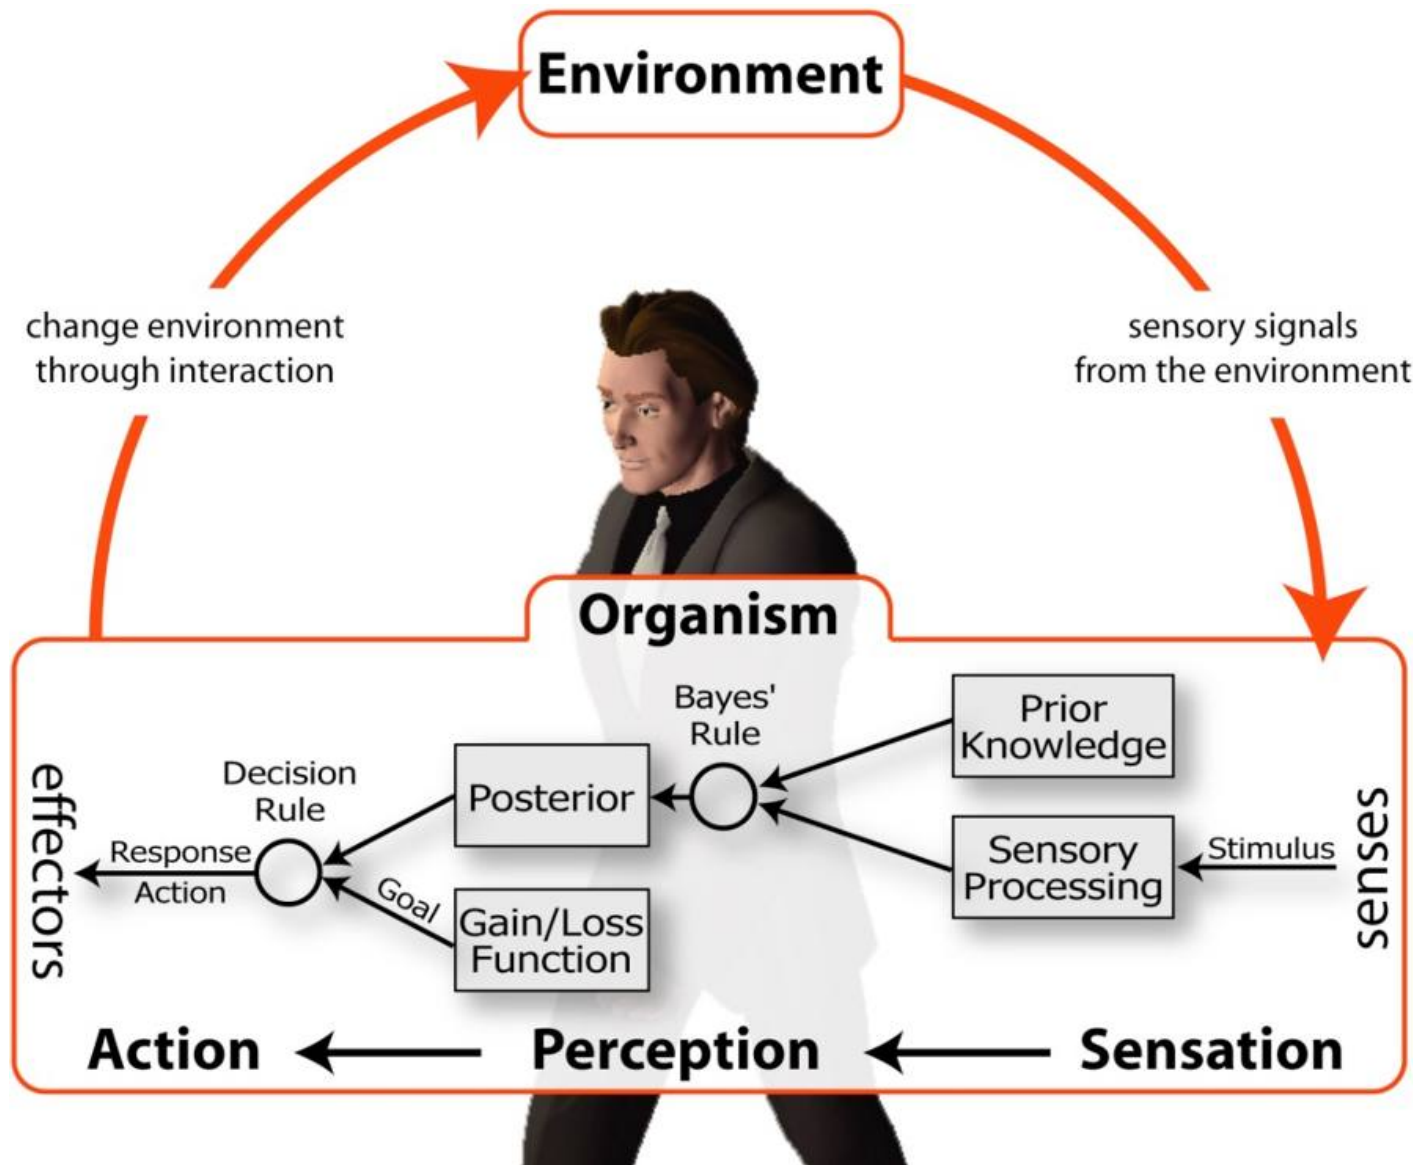 Environment
change environment
through interaction
sensory signals
from the environment
Organism
Bayes'
Rule
Prior
Knowledge
Decision
Rule
Posterior
effectors
Response
Action
Goal
Gain/Loss
Function
Sensory
Processing
Stimulus
senses
Action
Perception
Sensation